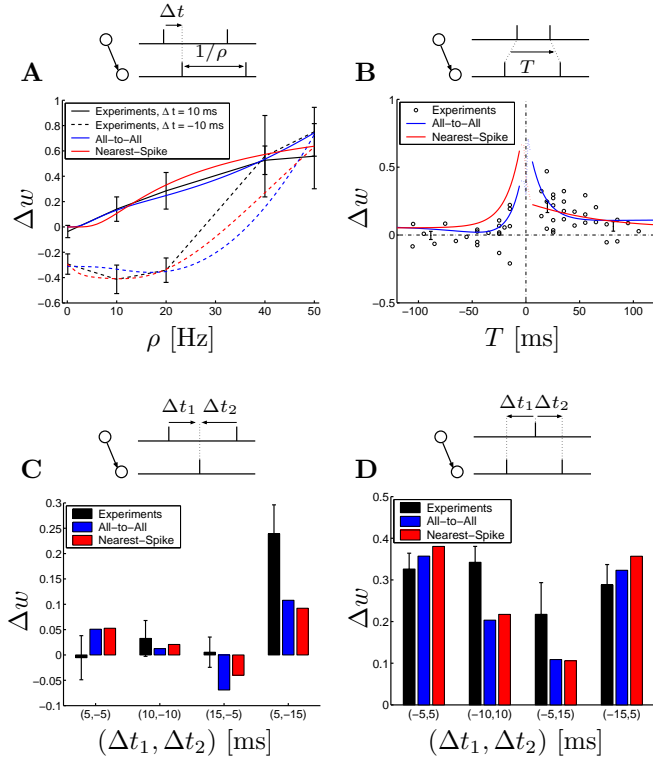 Δt
1/ρ
T
A
B
Experiments, Δ t = 10 ms
Experiments, Δ t = −10 ms
All−to−All
Nearest−Spike
1
0.8
0.6
0.4
0.2
0
−0.2
−0.4
−0.6
0
10
20
30
40
50
Δw
ρ [Hz]
Experiments
All−to−All
Nearest−Spike
1
0.5
0
−0.5
−100
−50
0
50
100
Δw
T [ms]
Δt1
Δt2
Δt1 Δt2
C
D
Experiments
All−to−All
Nearest−Spike
0.3
0.25
0.2
0.15
0.1
0.05
0
−0.05
−0.1
(5,−5)
(10,−10)
(15,−5)
(5,−15)
Δw
(Δt1, Δt2) [ms]
Experiments
All−to−All
Nearest−Spike
0.5
0.4
0.3
0.2
0.1
0
(−5,5)
(−10,10)
(−5,15)
(−15,5)
Δw
(Δt1, Δt2) [ms]